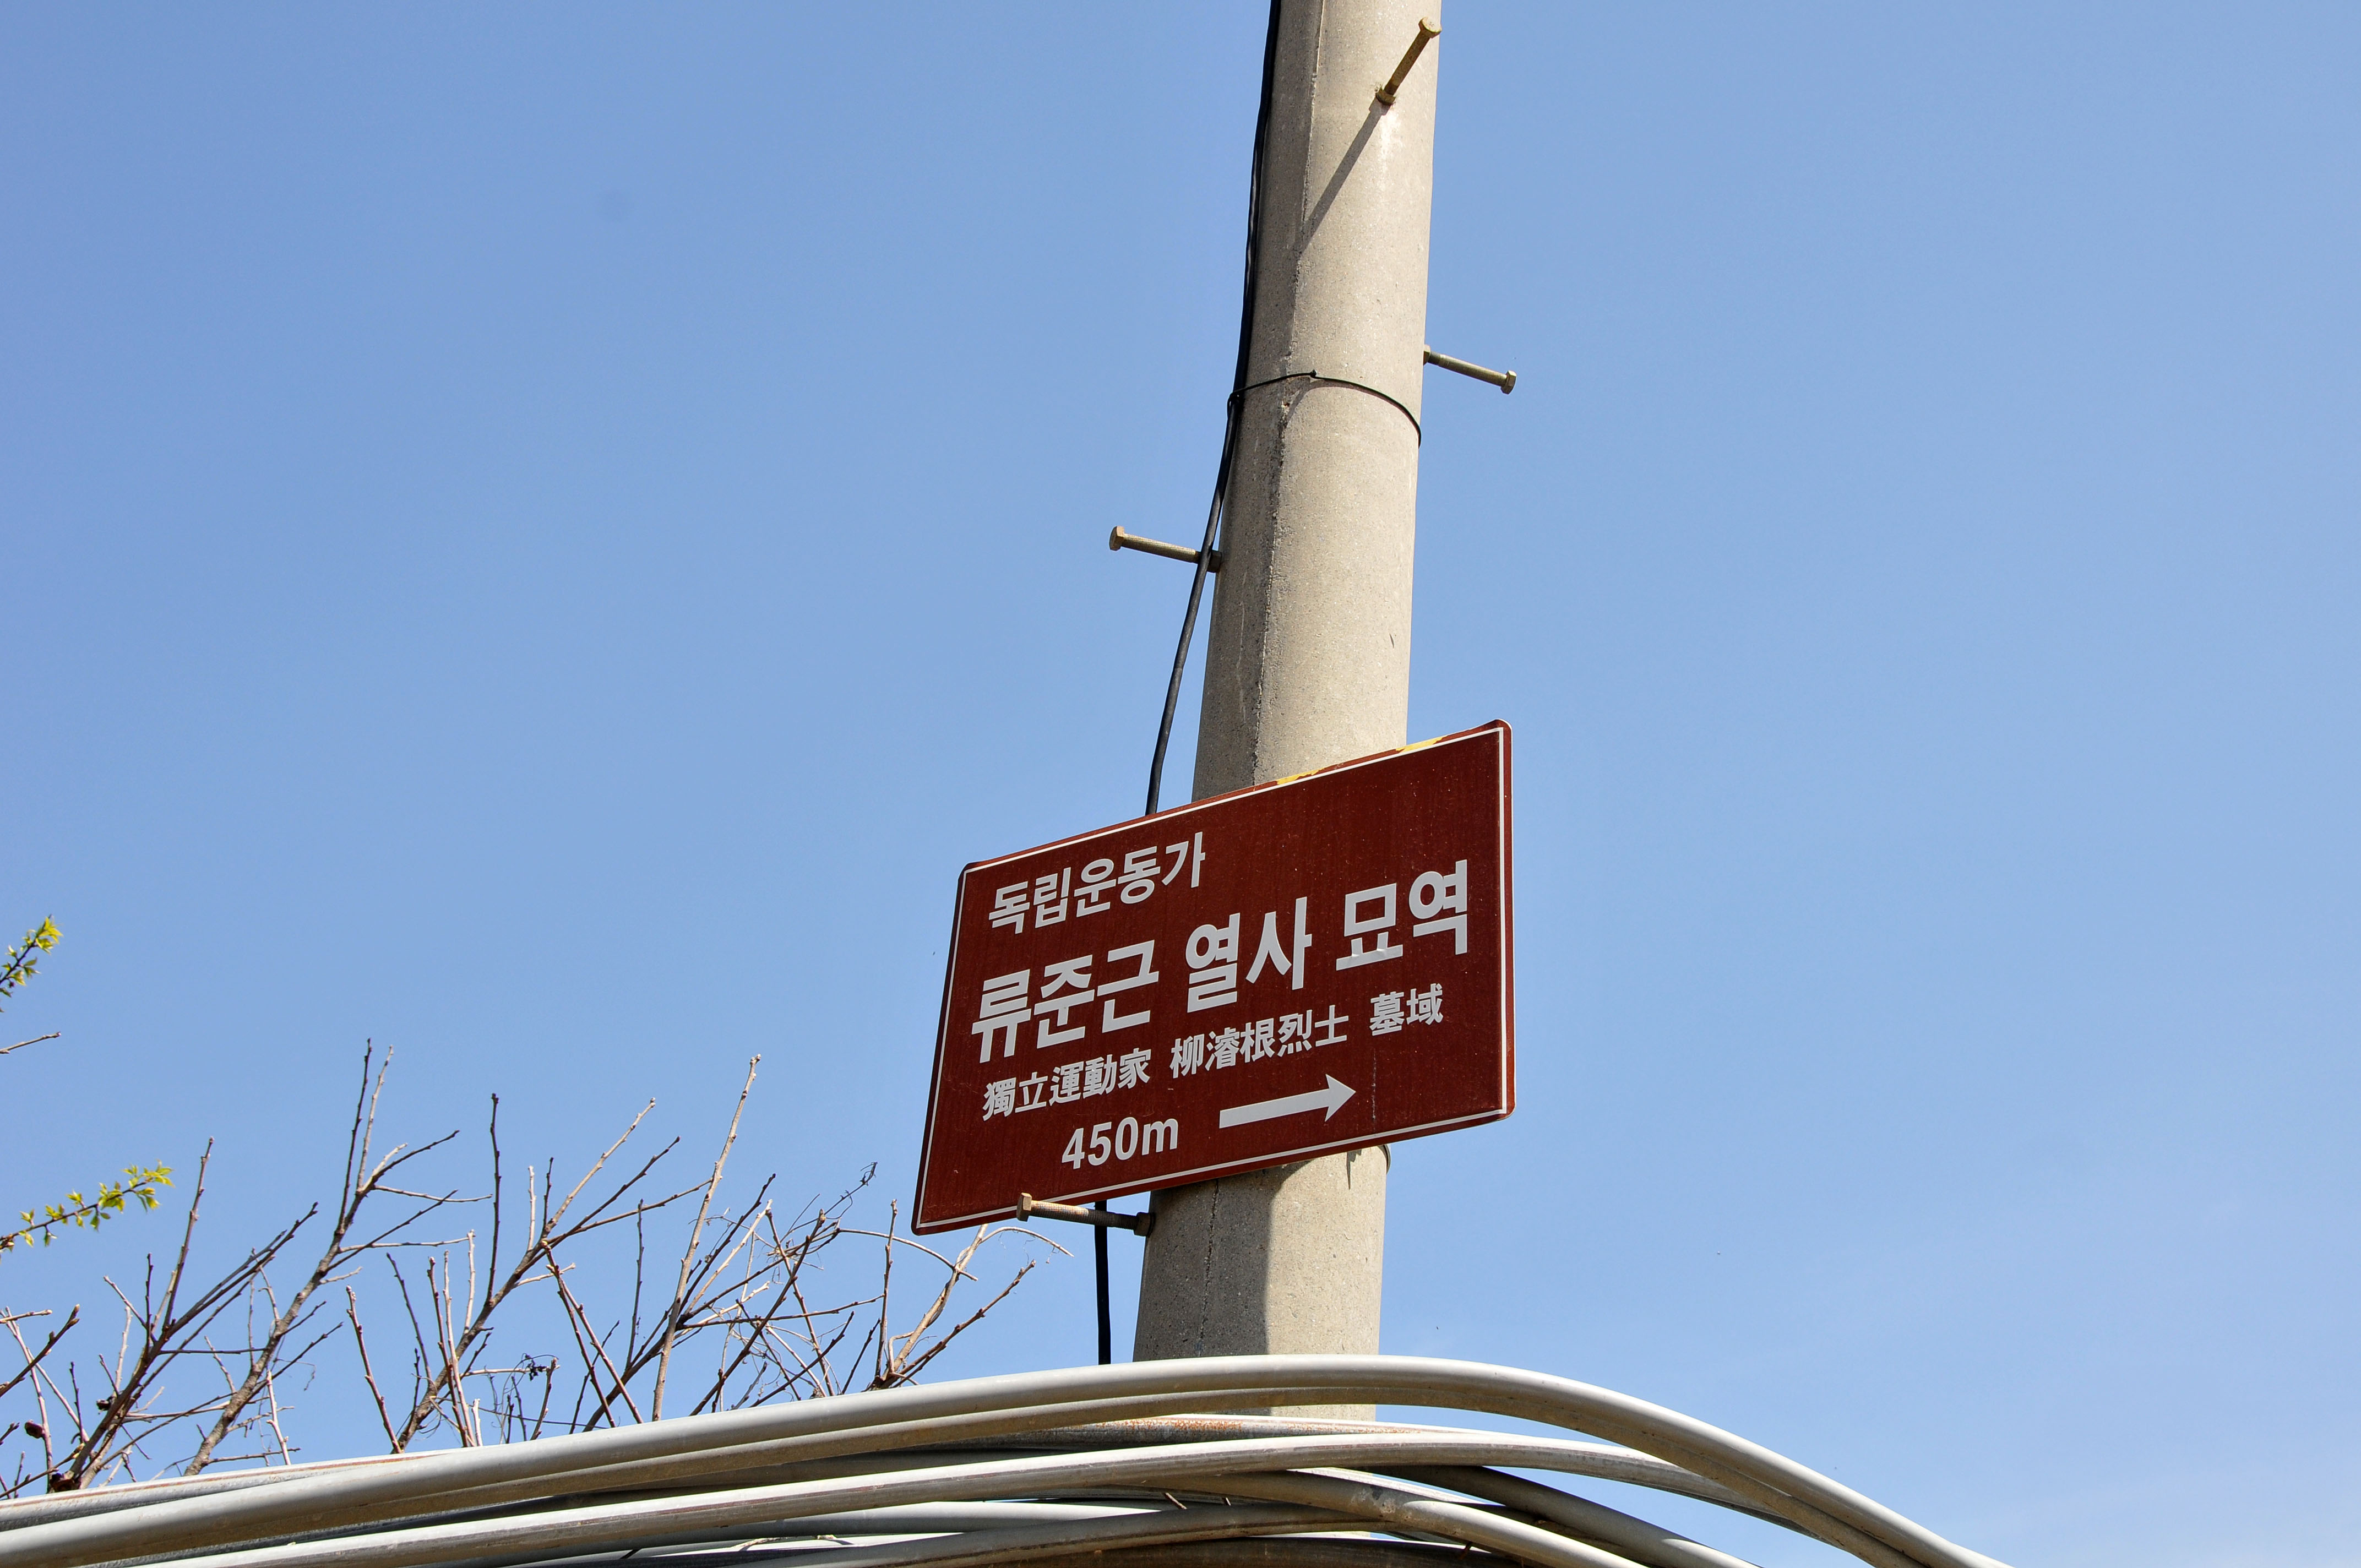 독립운동가
류준근 열사 묘역
獨立運動家 柳濬根烈士 墓域
450m →